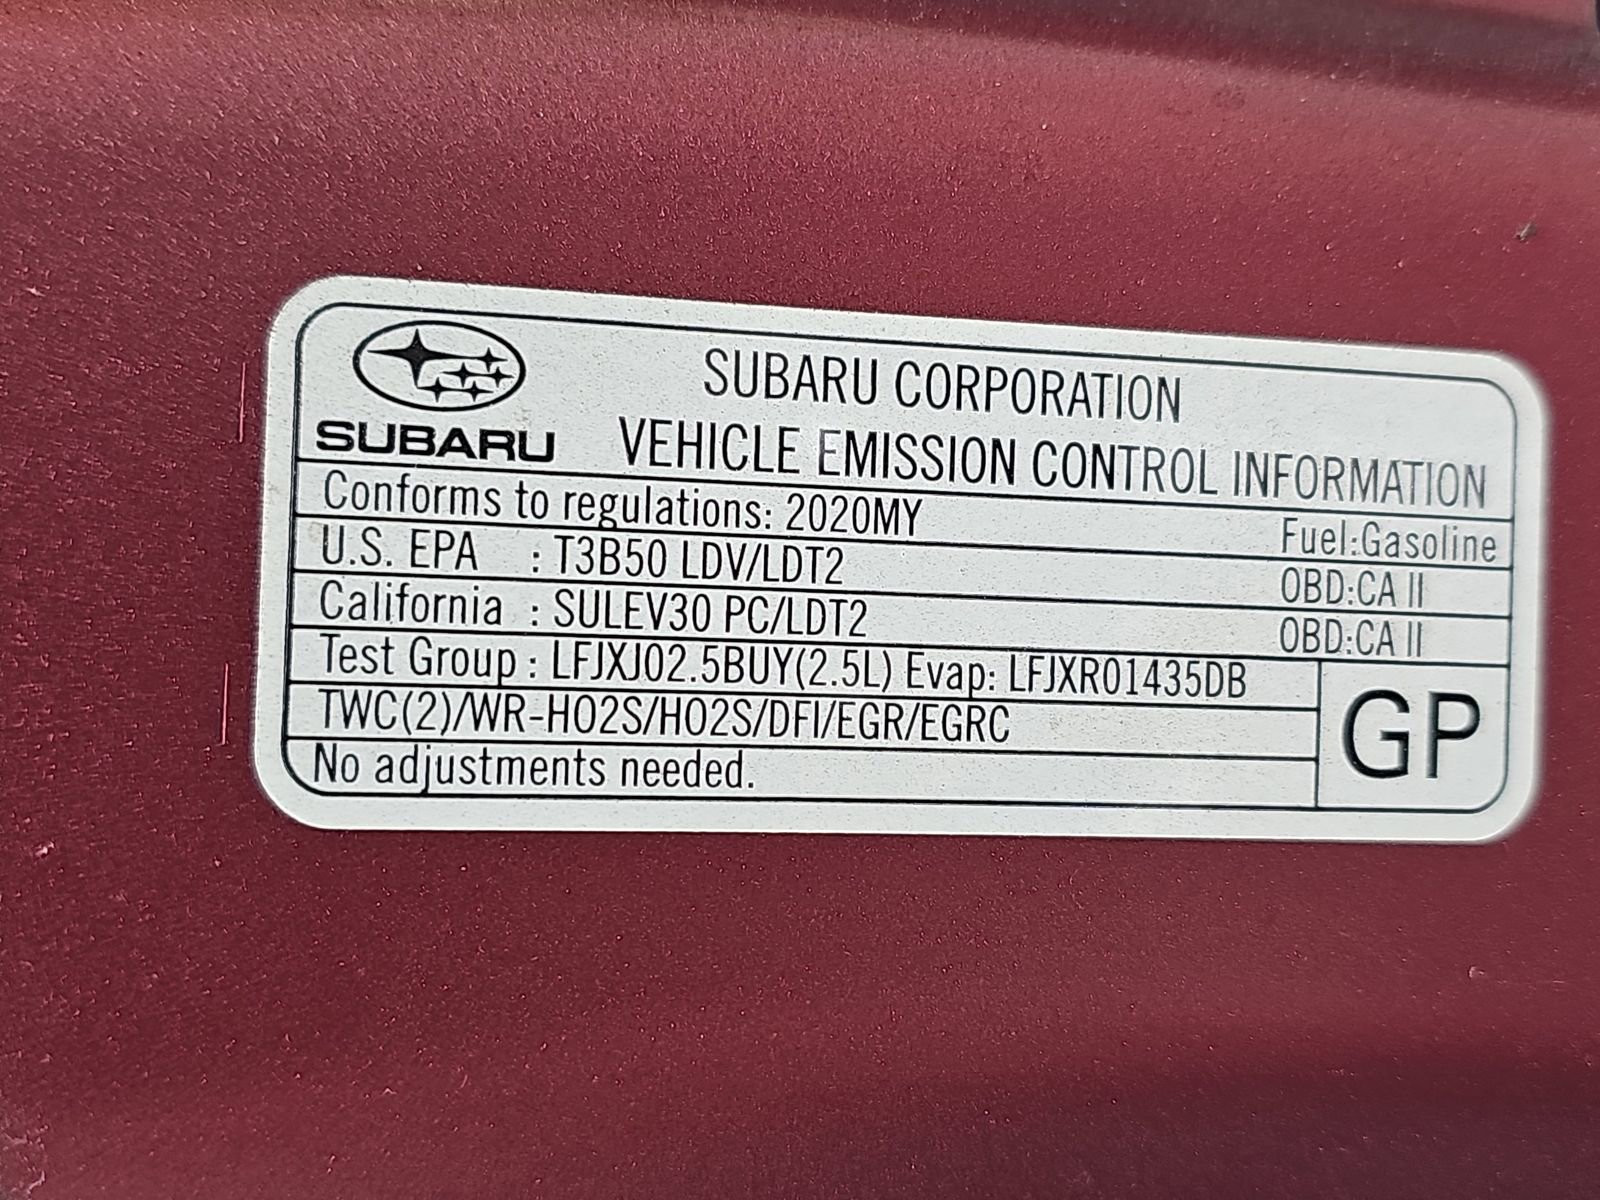 SUBARU CORPORATION
SUBARU VEHICLE EMISSION CONTROL INFORMATION
Conforms to regulations: 2020MY Fuel:Gasoline
U.S. EPA : T3B50 LDV/LDT2 OBD:CA II
California : SULEV30 PC/LDT2 OBD:CA II
Test Group : LFJXJ02.5BUY(2.5L) Evap: LFJXR01435DB
TWC(2)/WR-HO2S/HO2S/DFI/EGR/EGRC
No adjustments needed.
GP